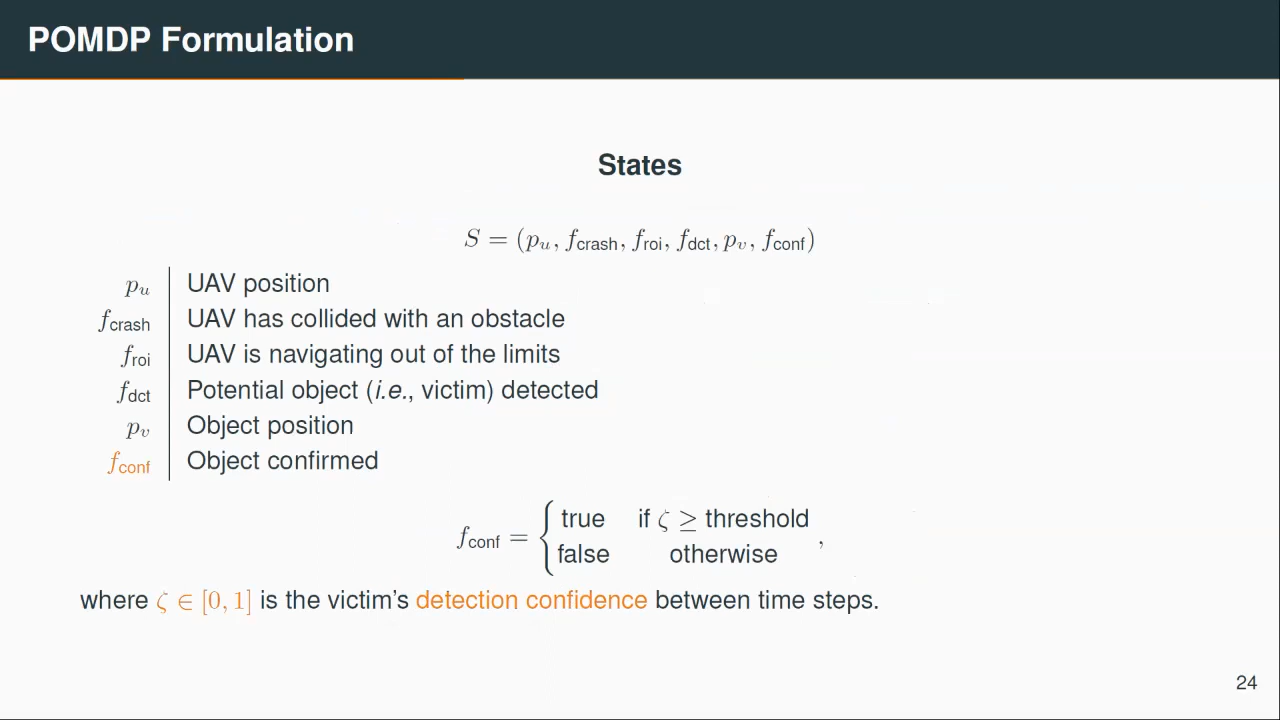 POMDP Formulation
States
S = (p_u, f_crash, f_roi, f_dct, p_v, f_conf)
p_u UAV position
f_crash UAV has collided with an obstacle
f_roi UAV is navigating out of the limits
f_dct Potential object (i.e., victim) detected
p_v Object position
f_conf Object confirmed
f_conf = { true if ζ ≥ threshold
false otherwise ,
where ζ ∈ [0, 1] is the victim's detection confidence between time steps.
24